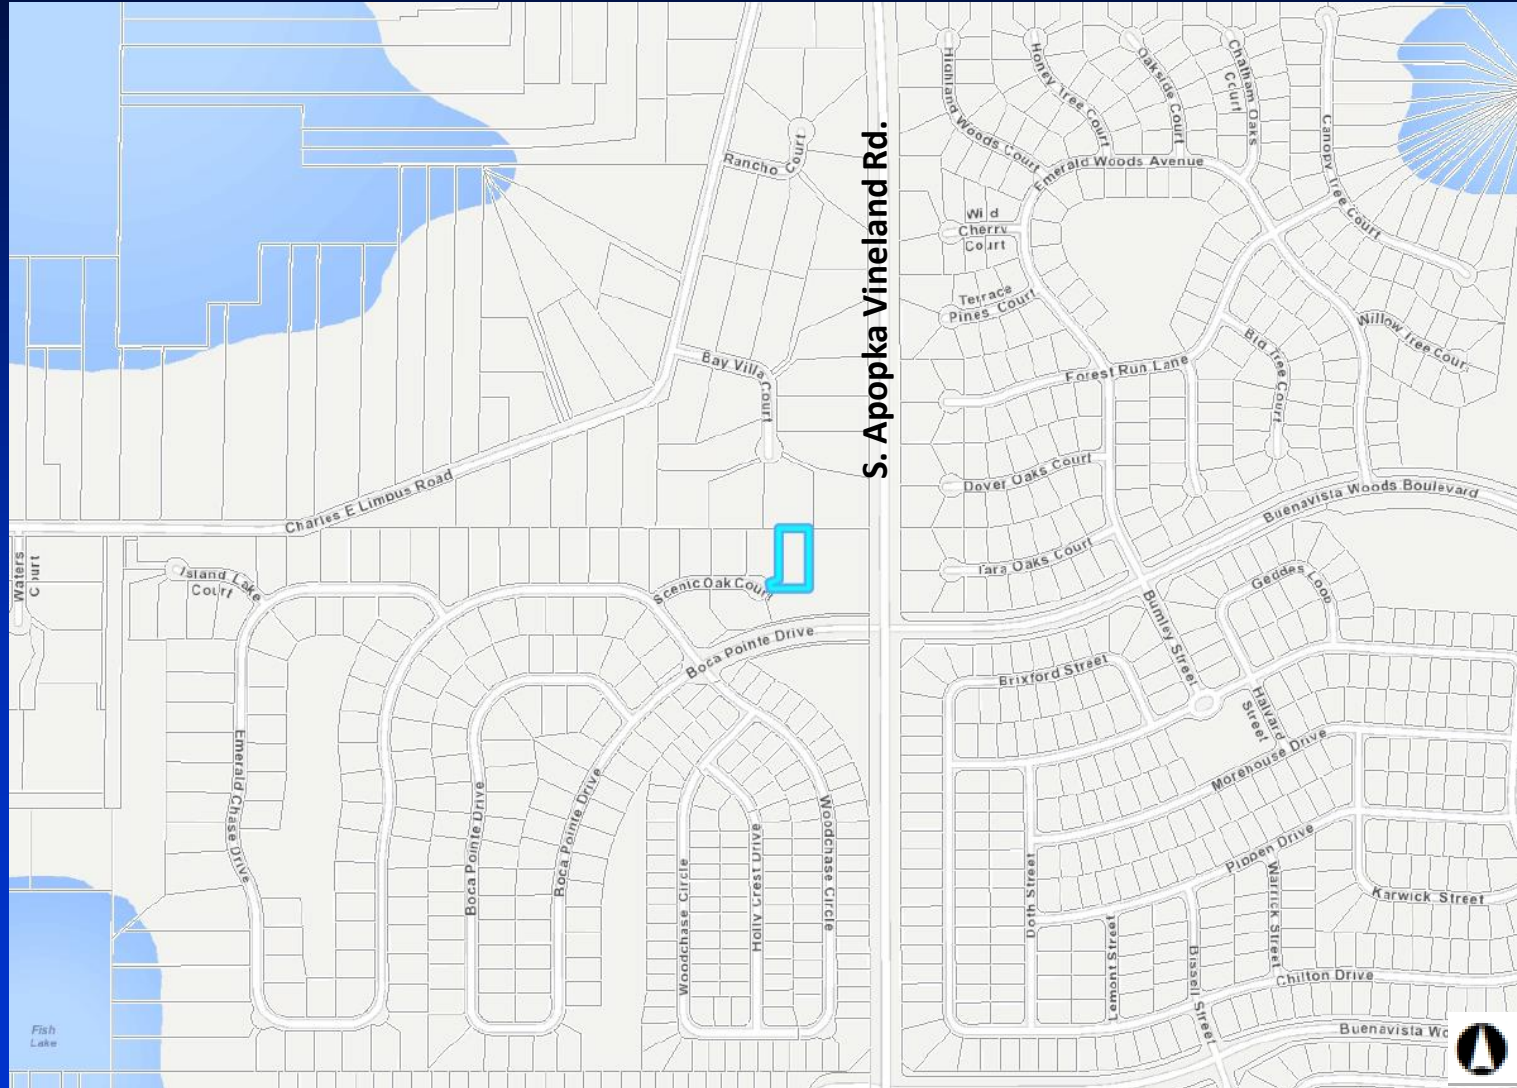 S. Apopka Vineland Rd.
Highland Woods Court
Honey Tree Court
Oakside Court
Chatham Oaks
Court
Canopy Tree Court
Rancho Court
Emerald Woods Avenue
Wi d
Cherry
Court
Terrace
Pines Court
Willow Tree Cour
Big Tree Court
Bay Villa Court
Forest Run Lane
Dover Oaks Court
Buenavista Woods Boulevard
Charles E Limpus Road
Tara Oaks Court
Waters
Court
Island Lake
Court
Scenic Oak Court
Geddes Loop
Bumley Street
Boca Pointe Drive
Brixford Street
Halvard
Street
Morehouse Drive
Emerald Chase Drive
Boca Pointe Drive
Boca Pointe Drive
Woodchase Circle
Holly Crest Drive
Woodchase Circle
Pippen Drive
Doth Street
Warrick Street
Karwick Street
Lemont Street
Bissell Street
Chilton Drive
Fish
Lake
Buenavista Wo